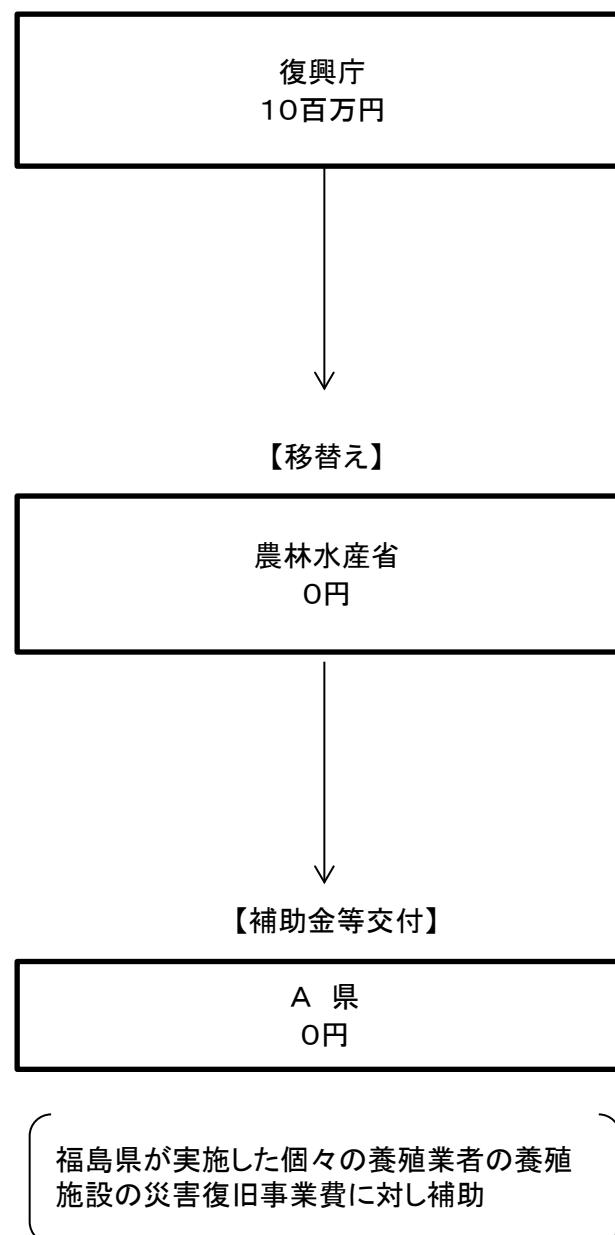 復興庁
10百万円
【移替え】
農林水産省
0円
【補助金等交付】
A 県
0円
福島県が実施した個々の養殖業者の養殖
施設の災害復旧事業費に対し補助